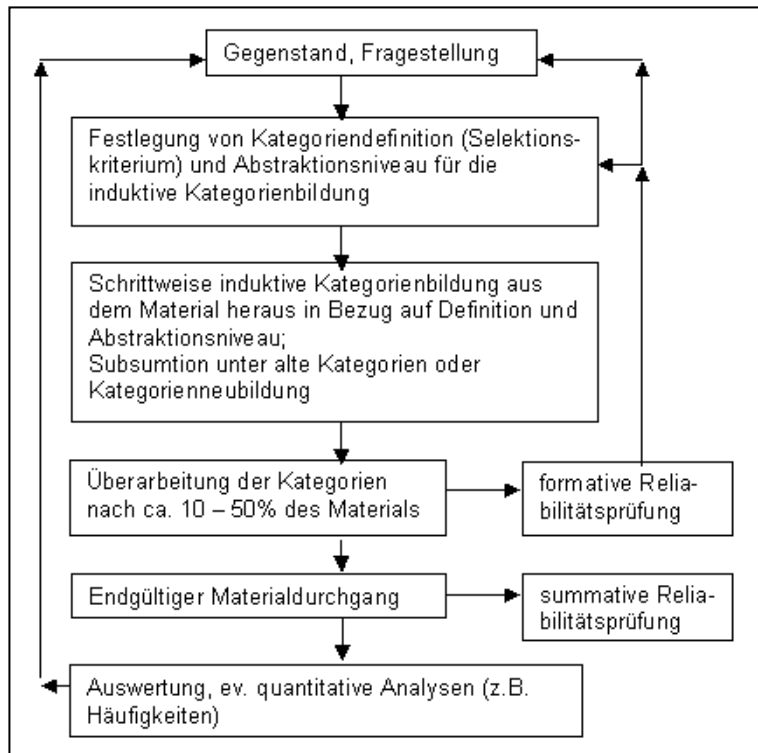 Gegenstand, Fragestellung
Festlegung von Kategoriendefinition (Selektions-
kriterium) und Abstraktionsniveau für die
induktive Kategorienbildung
Schrittweise induktive Kategorienbildung aus
dem Material heraus in Bezug auf Definition und
Abstraktionsniveau;
Subsumtion unter alte Kategorien oder
Kategorienneubildung
Überarbeitung der Kategorien
nach ca. 10 – 50% des Materials
formative Relia-
bilitätsprüfung
Endgültiger Materialdurchgang
summative Relia-
bilitätsprüfung
Auswertung, ev. quantitative Analysen (z.B.
Häufigkeiten)